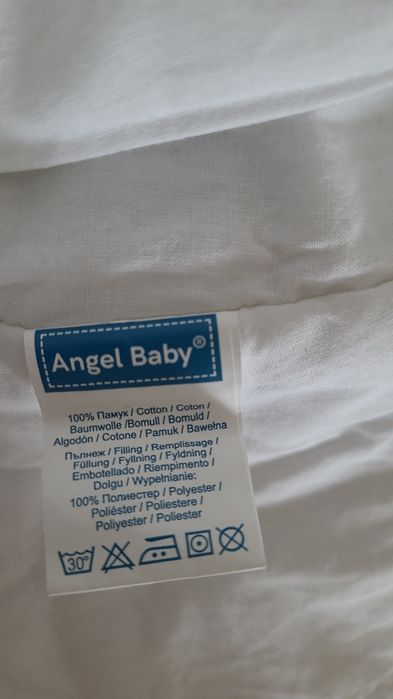 Angel Baby®
100% Памук / Cotton / Coton /
Baumwolle /Bomull / Bomuld /
Algodón / Cotone / Pamuk / Bawełna
Пълнеж / Filling / Remplissage /
Füllung / Fyllning / Fyldning /
Embotellado / Riempimento /
Dolgu / Wypełnianie:
100% Полиестер / Polyester /
Poliéster / Poliestere /
Poliyester / Poliester
30°